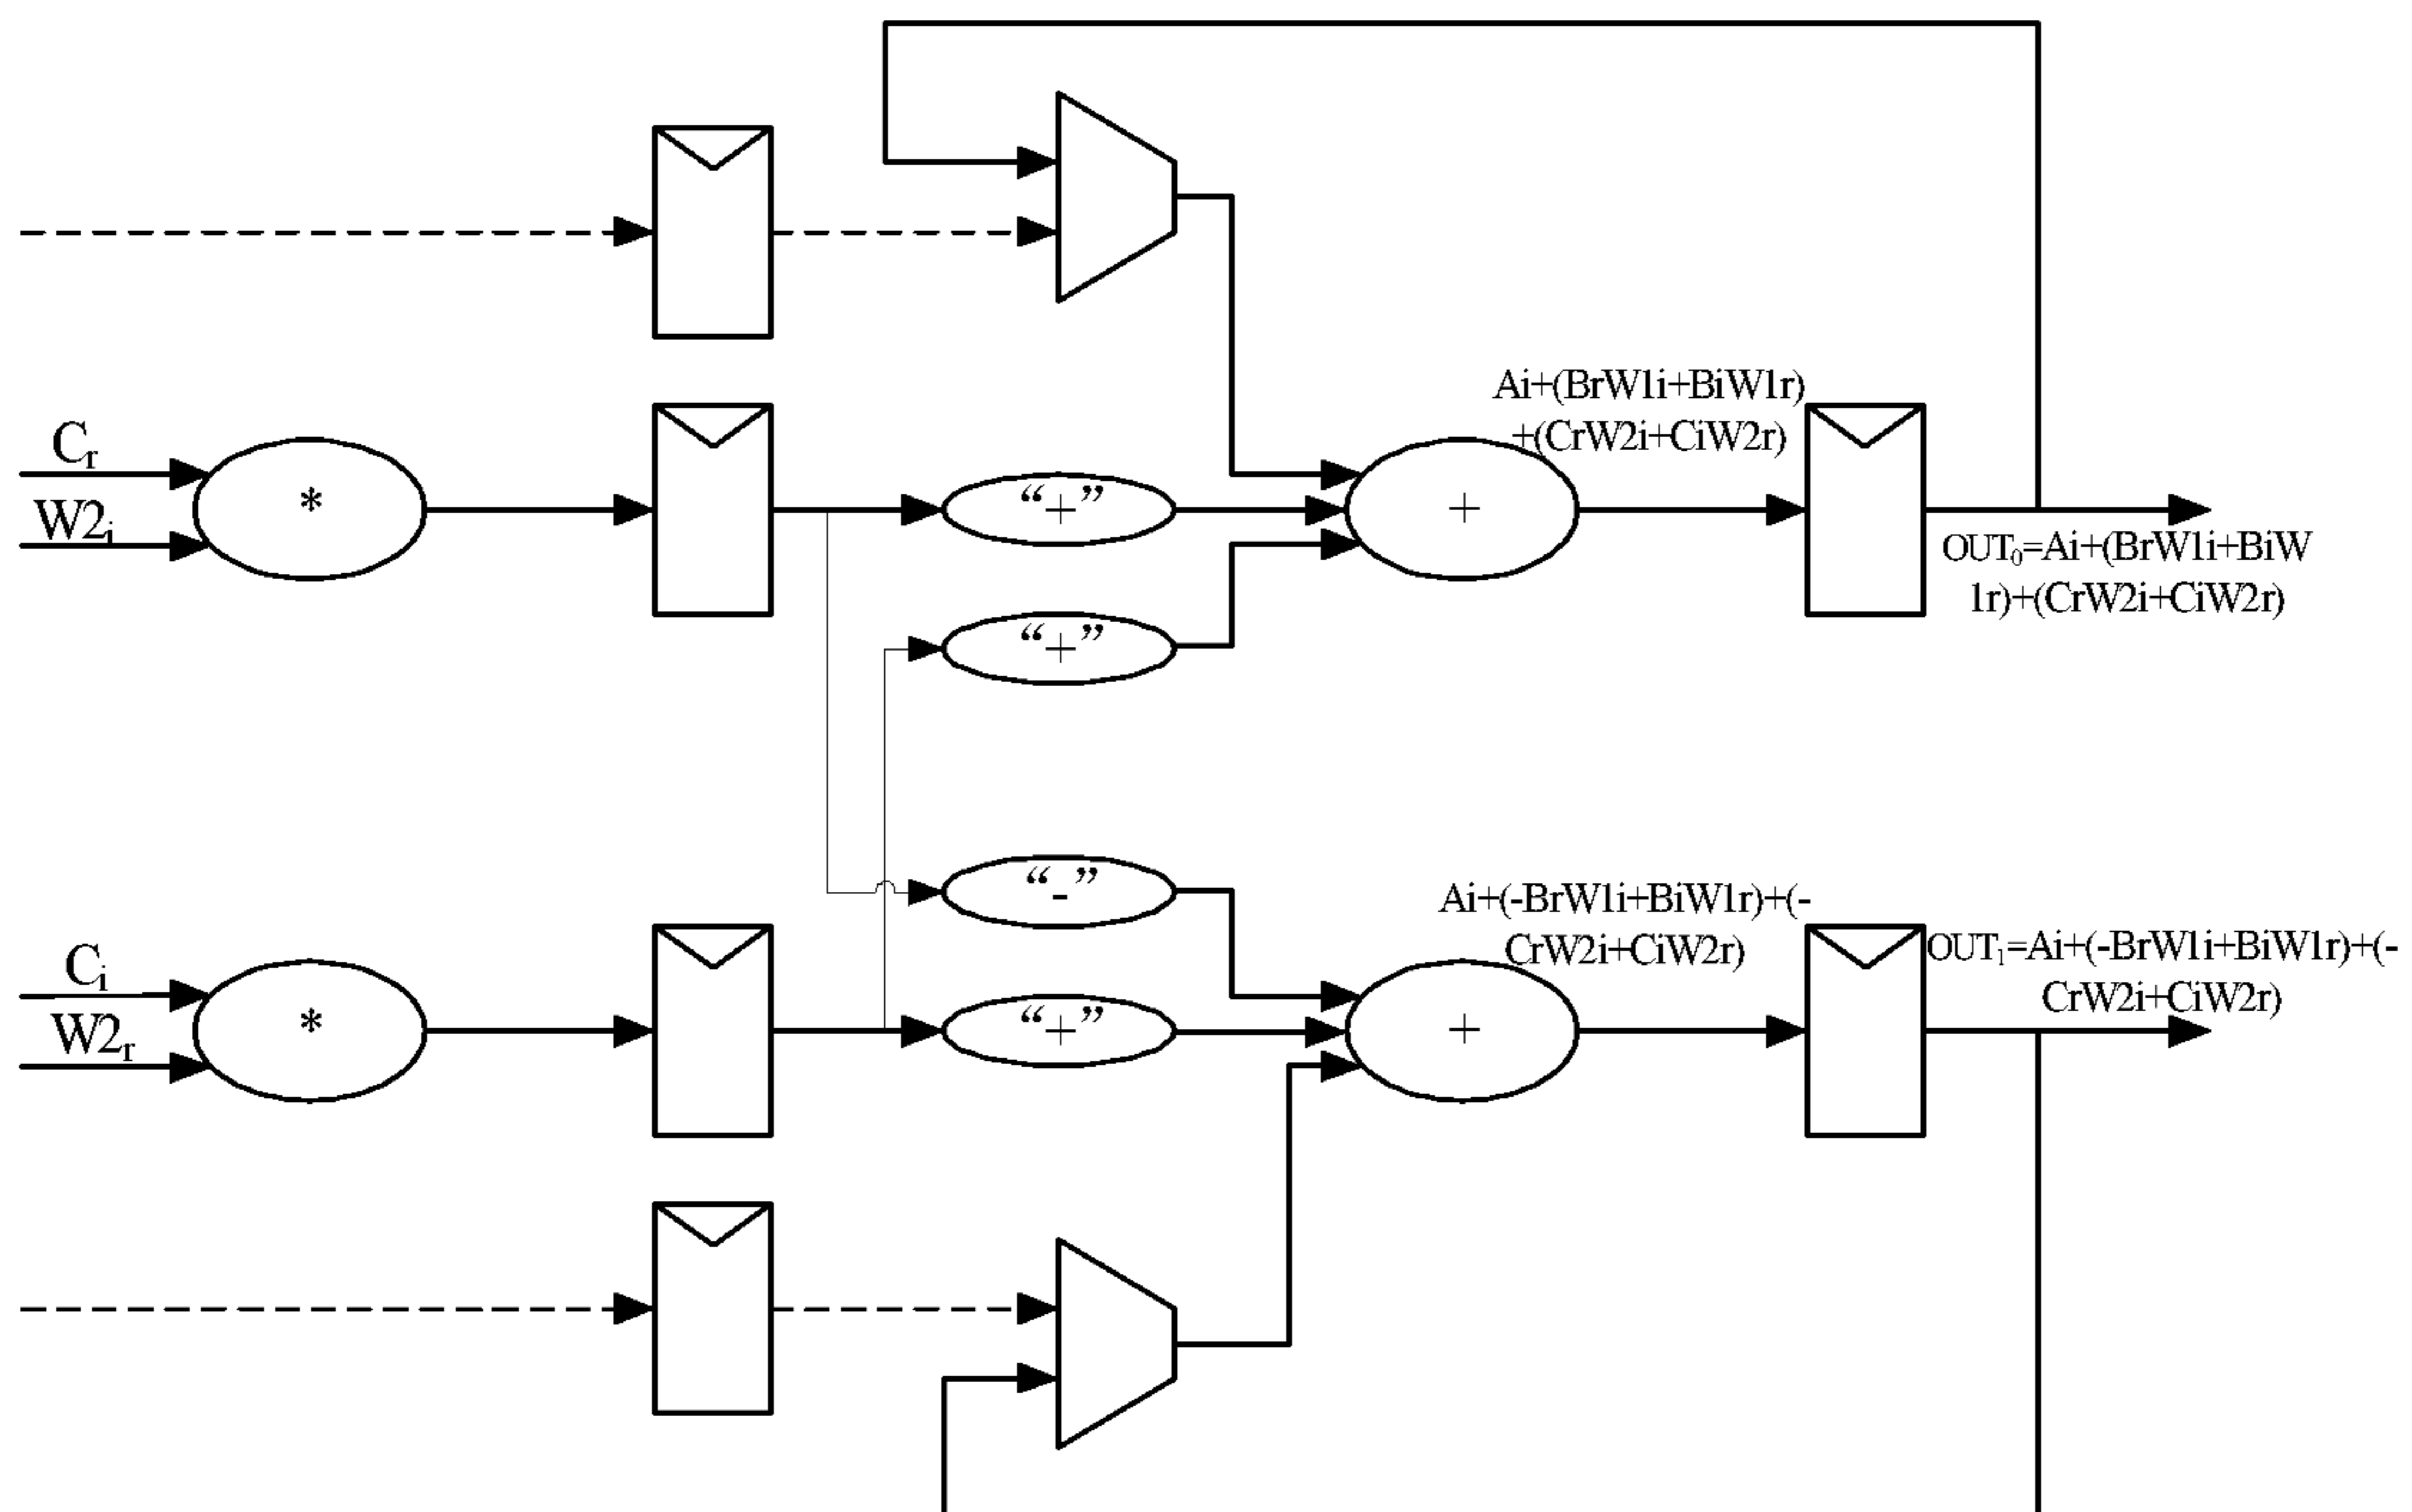 Ai+(BrW1i+BiW1r)
+(CrW2i+CiW2r)
Cr
*
W2i
“+”
+
OUT0=Ai+(BrW1i+BiW
1r)+(CrW2i+CiW2r)
“+”
“-”
Ai+(-BrW1i+BiW1r)+(-
CrW2i+CiW2r)
OUT1=Ai+(-BrW1i+BiW1r)+(-
CrW2i+CiW2r)
Ci
*
W2r
“+”
+